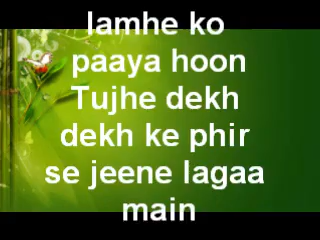 lamhe ko
paaya hoon
Tujhe dekh
dekh ke phir
se jeene lagaa
main